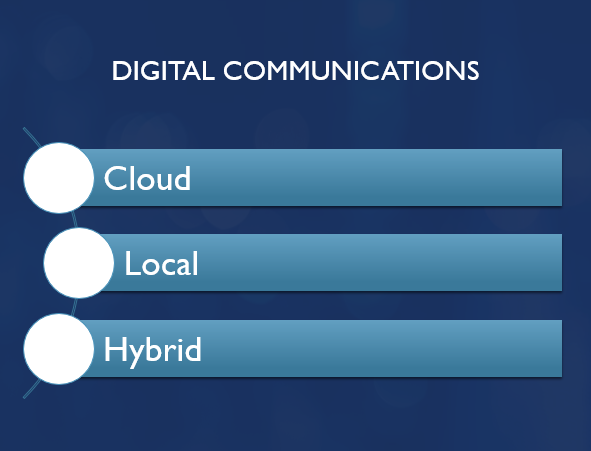 DIGITAL COMMUNICATIONS
Cloud
Local
Hybrid